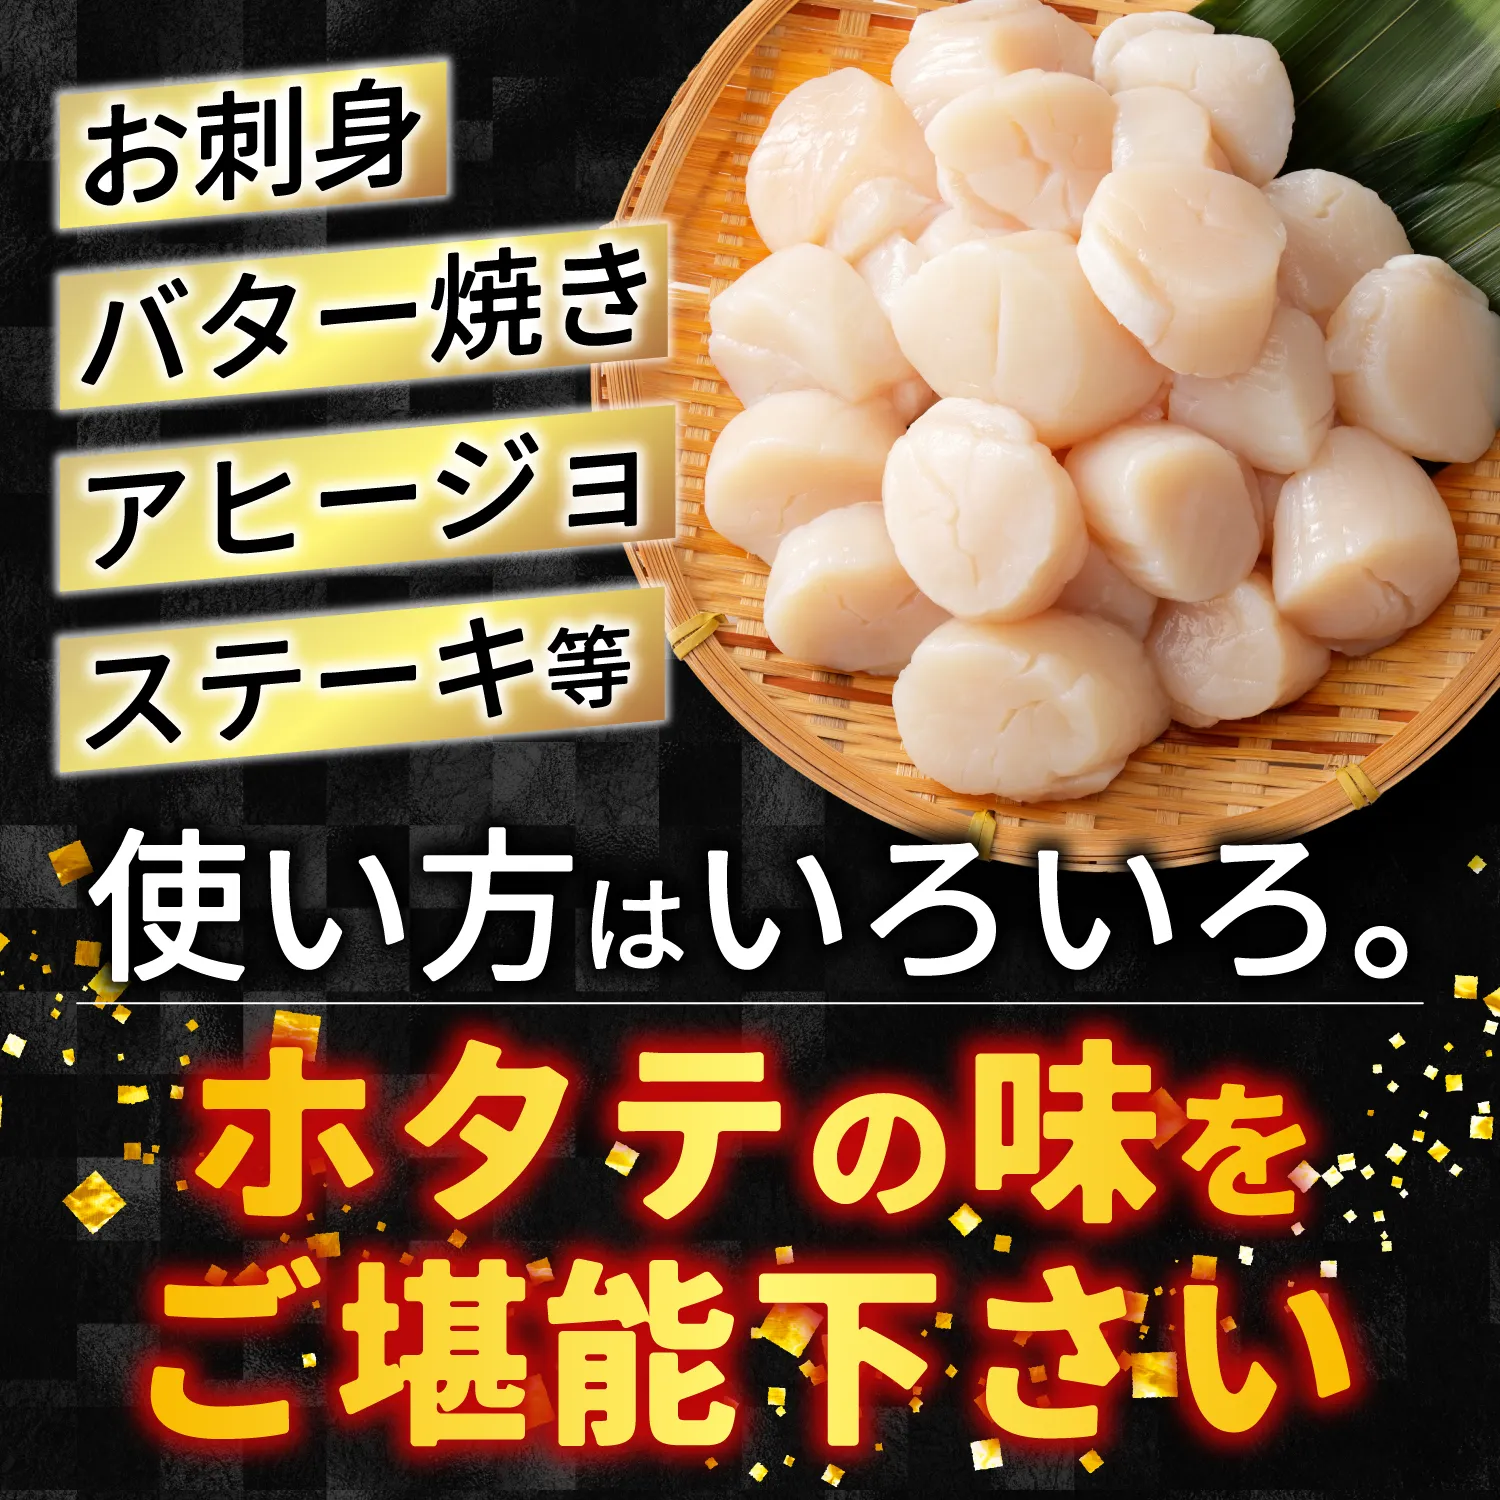 お刺身
バター焼き
アヒージョ
ステーキ等
使い方はいろいろ。
ホタテの味を
ご堪能下さい